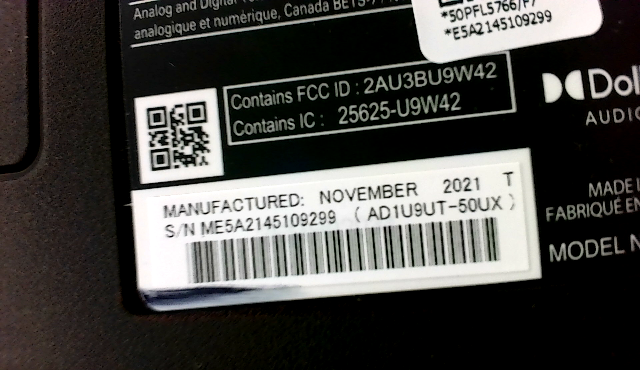 Analog and Digital
analogique et numérique, Canada
*50PFL5766/F7
*E5A2145109299
Contains FCC ID : 2AU3BU9W42
Contains IC : 25625-U9W42
AUDIO
MANUFACTURED: NOVEMBER 2021 T
S/N ME5A2145109299 ( AD1U9UT-50UX )
MADE
FABRIQUÉ EN
MODEL N